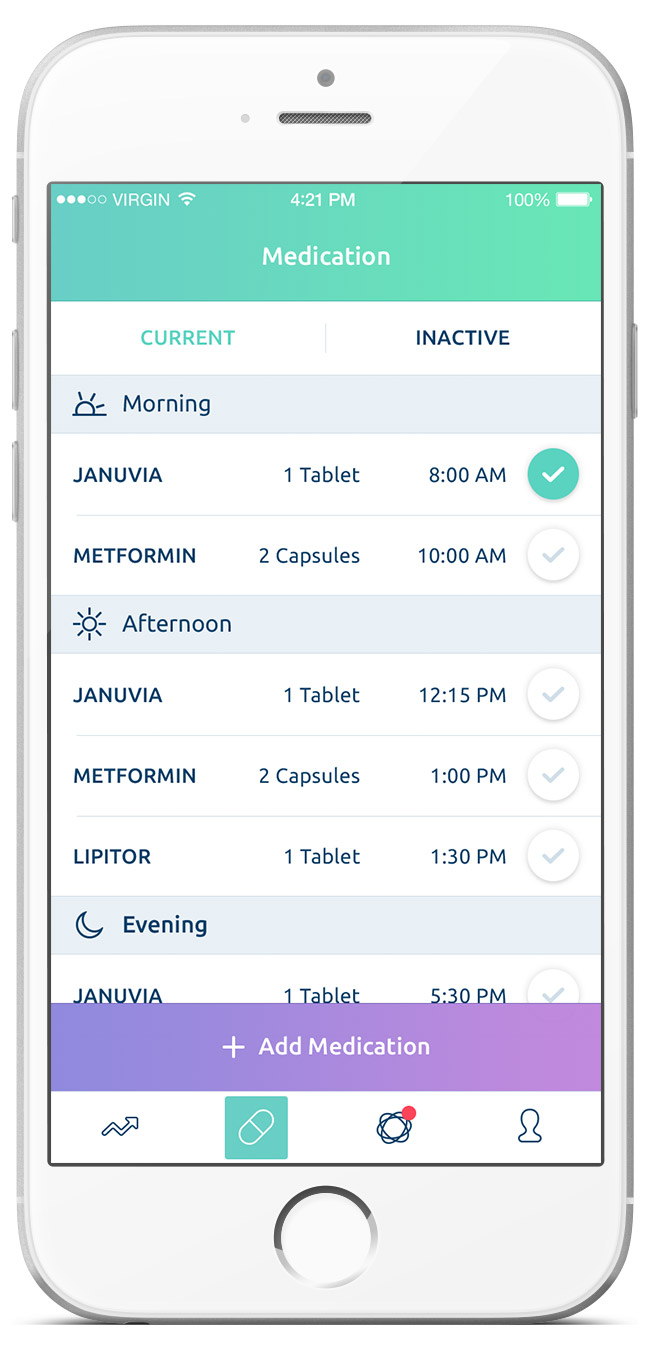 VIRGIN 4:21 PM 100%
Medication
CURRENT INACTIVE
Morning
JANUVIA 1 Tablet 8:00 AM
METFORMIN 2 Capsules 10:00 AM
Afternoon
JANUVIA 1 Tablet 12:15 PM
METFORMIN 2 Capsules 1:00 PM
LIPITOR 1 Tablet 1:30 PM
Evening
JANUVIA 1 Tablet 5:30 PM
+ Add Medication